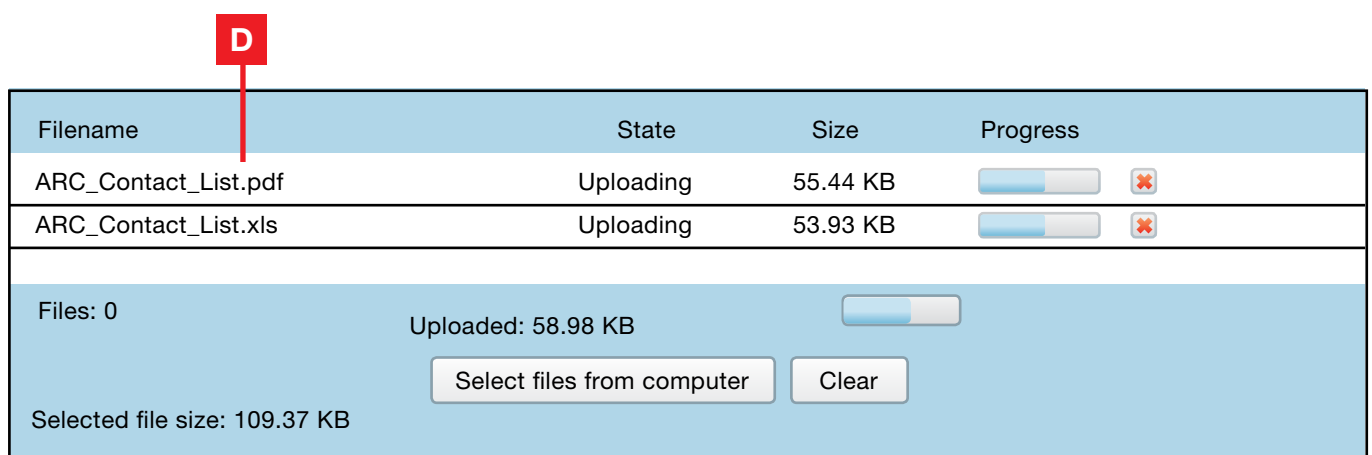 D
Filename State Size Progress
ARC_Contact_List.pdf Uploading 55.44 KB
ARC_Contact_List.xls Uploading 53.93 KB
Files: 0
Uploaded: 58.98 KB
Select files from computer Clear
Selected file size: 109.37 KB